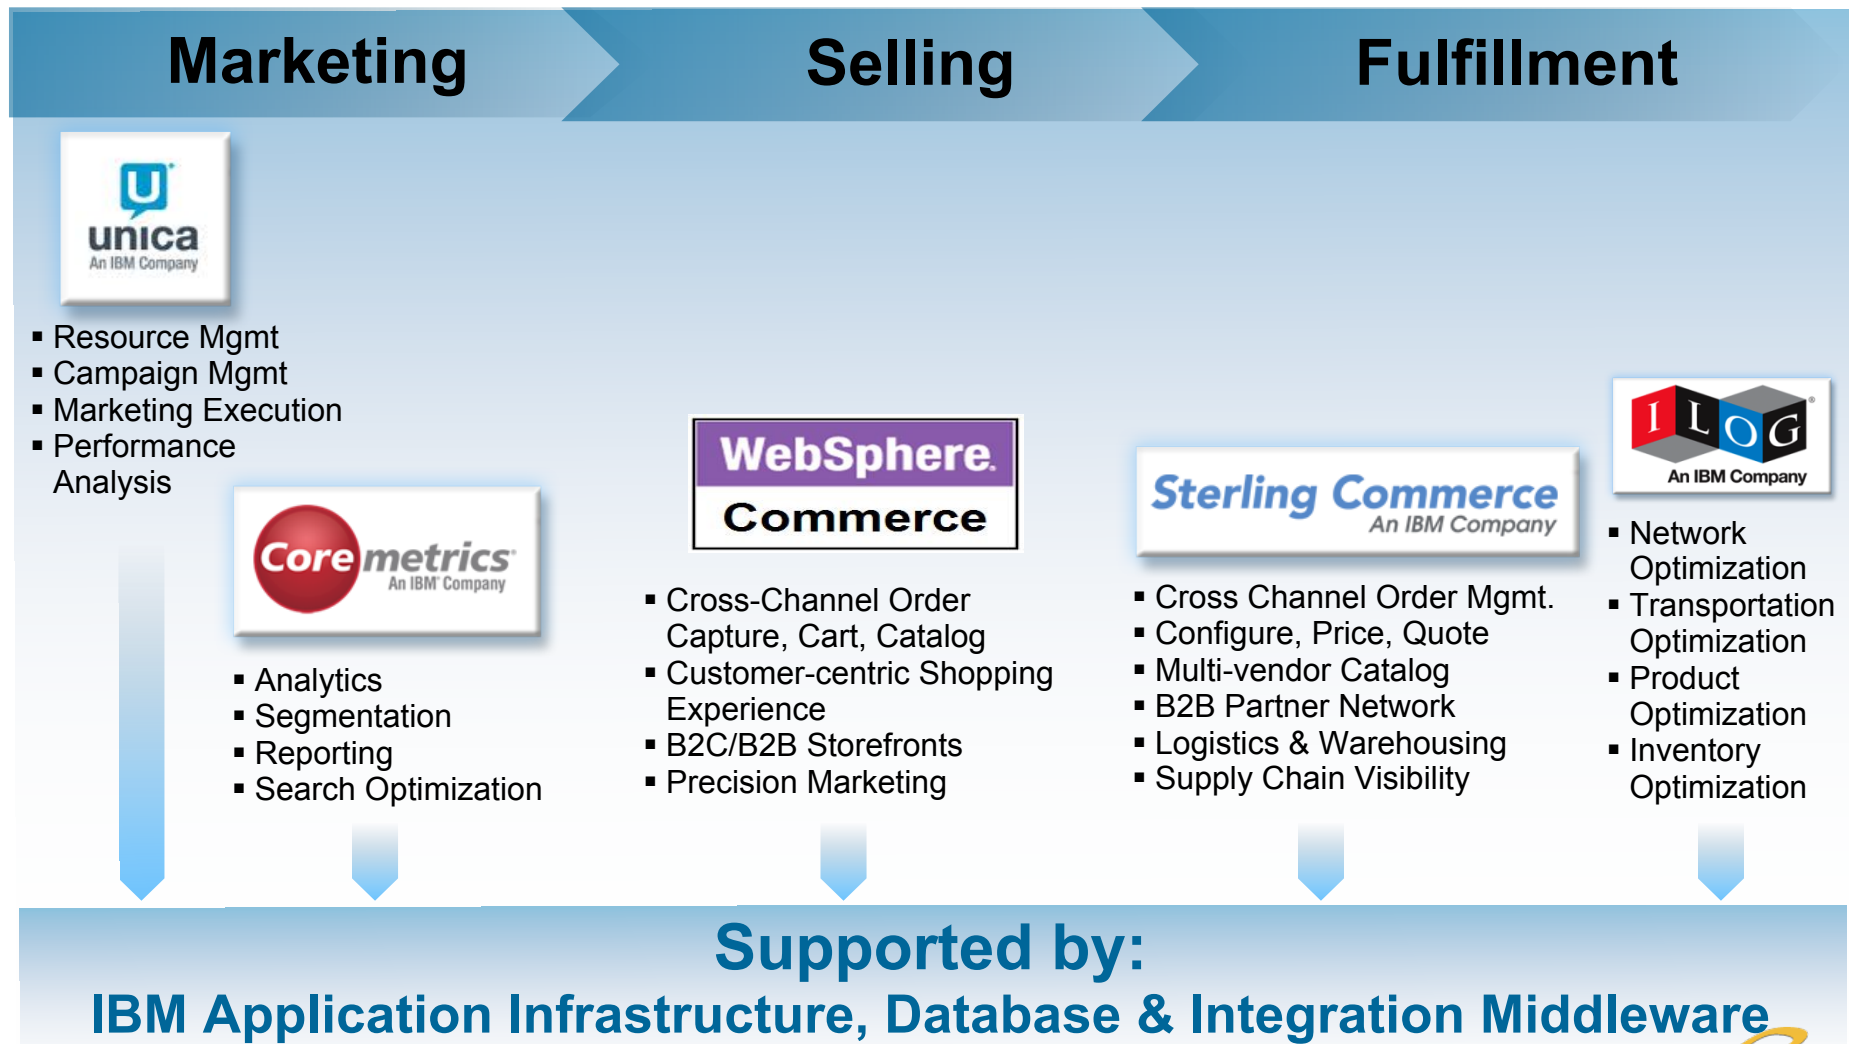 Marketing
Selling
Fulfillment
U
unica
An IBM Company
▪ Resource Mgmt
▪ Campaign Mgmt
▪ Marketing Execution
▪ Performance
Analysis
Coremetrics®
An IBM® Company
▪ Analytics
▪ Segmentation
▪ Reporting
▪ Search Optimization
WebSphere.
Commerce
▪ Cross-Channel Order
Capture, Cart, Catalog
▪ Customer-centric Shopping
Experience
▪ B2C/B2B Storefronts
▪ Precision Marketing
Sterling Commerce
An IBM Company
▪ Cross Channel Order Mgmt.
▪ Configure, Price, Quote
▪ Multi-vendor Catalog
▪ B2B Partner Network
▪ Logistics & Warehousing
▪ Supply Chain Visibility
ILOG®
An IBM Company
▪ Network
Optimization
▪ Transportation
Optimization
▪ Product
Optimization
▪ Inventory
Optimization
Supported by:
IBM Application Infrastructure, Database & Integration Middleware